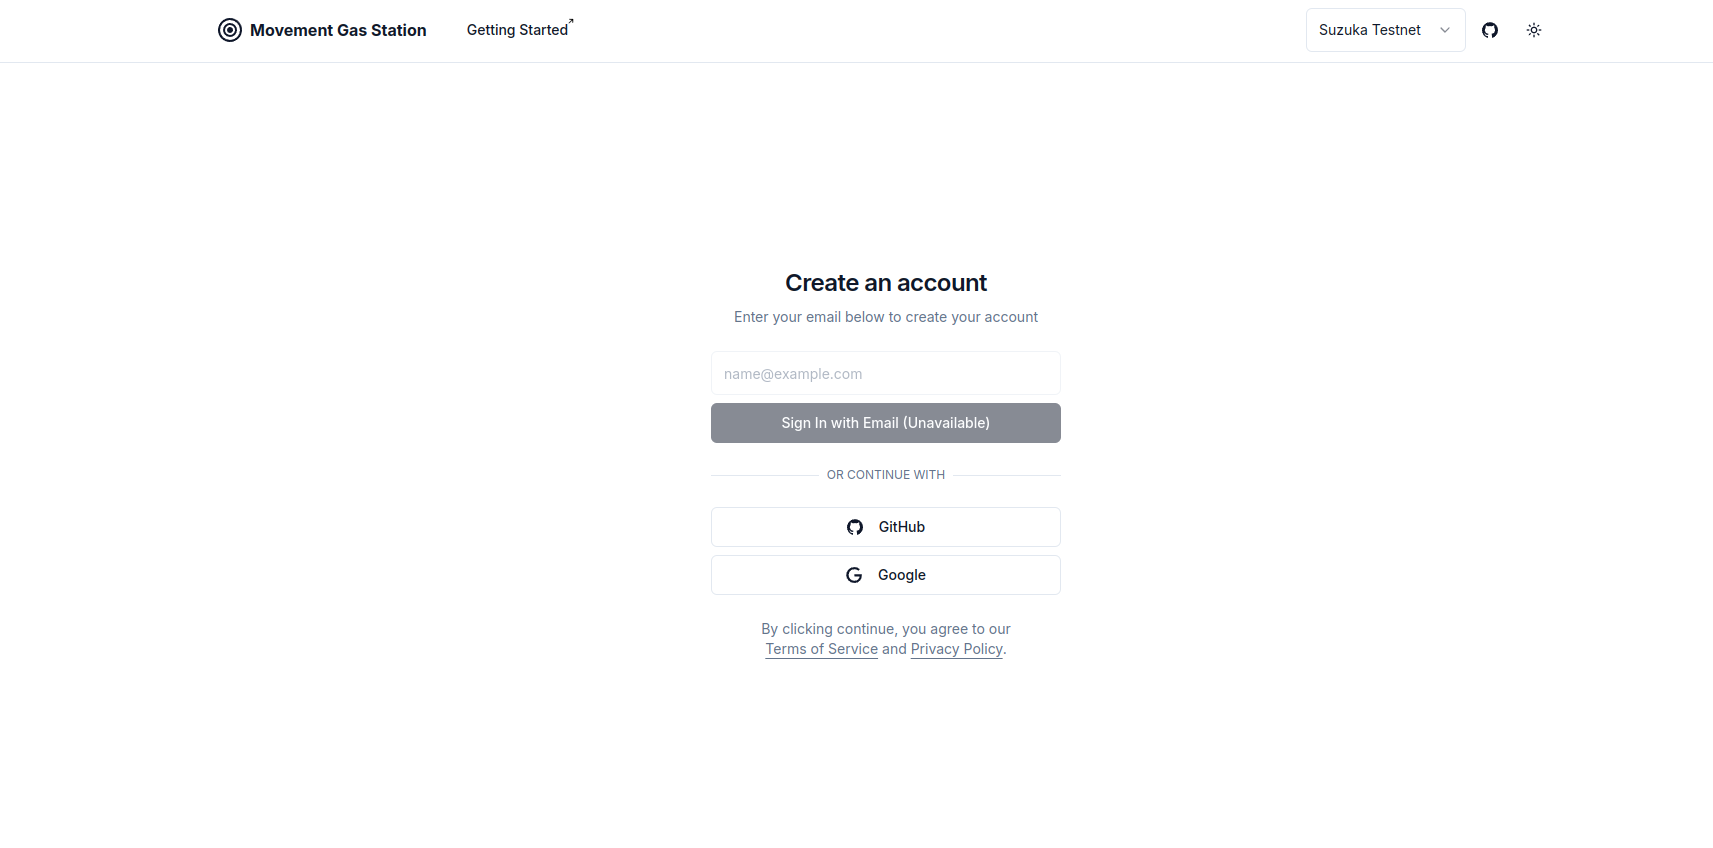 Movement Gas Station
Getting Started
Suzuka Testnet
Create an account
Enter your email below to create your account
name@example.com
Sign In with Email (Unavailable)
OR CONTINUE WITH
GitHub
Google
By clicking continue, you agree to our
Terms of Service and Privacy Policy.